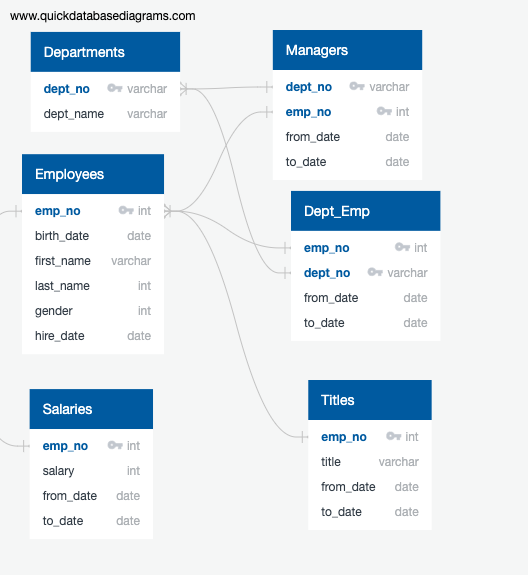 www.quickdatabasediagrams.com
Departments
dept_no varchar
dept_name varchar
Managers
dept_no varchar
emp_no int
from_date date
to_date date
Employees
emp_no int
birth_date date
first_name varchar
last_name int
gender int
hire_date date
Dept_Emp
emp_no int
dept_no varchar
from_date date
to_date date
Salaries
emp_no int
salary int
from_date date
to_date date
Titles
emp_no int
title varchar
from_date date
to_date date